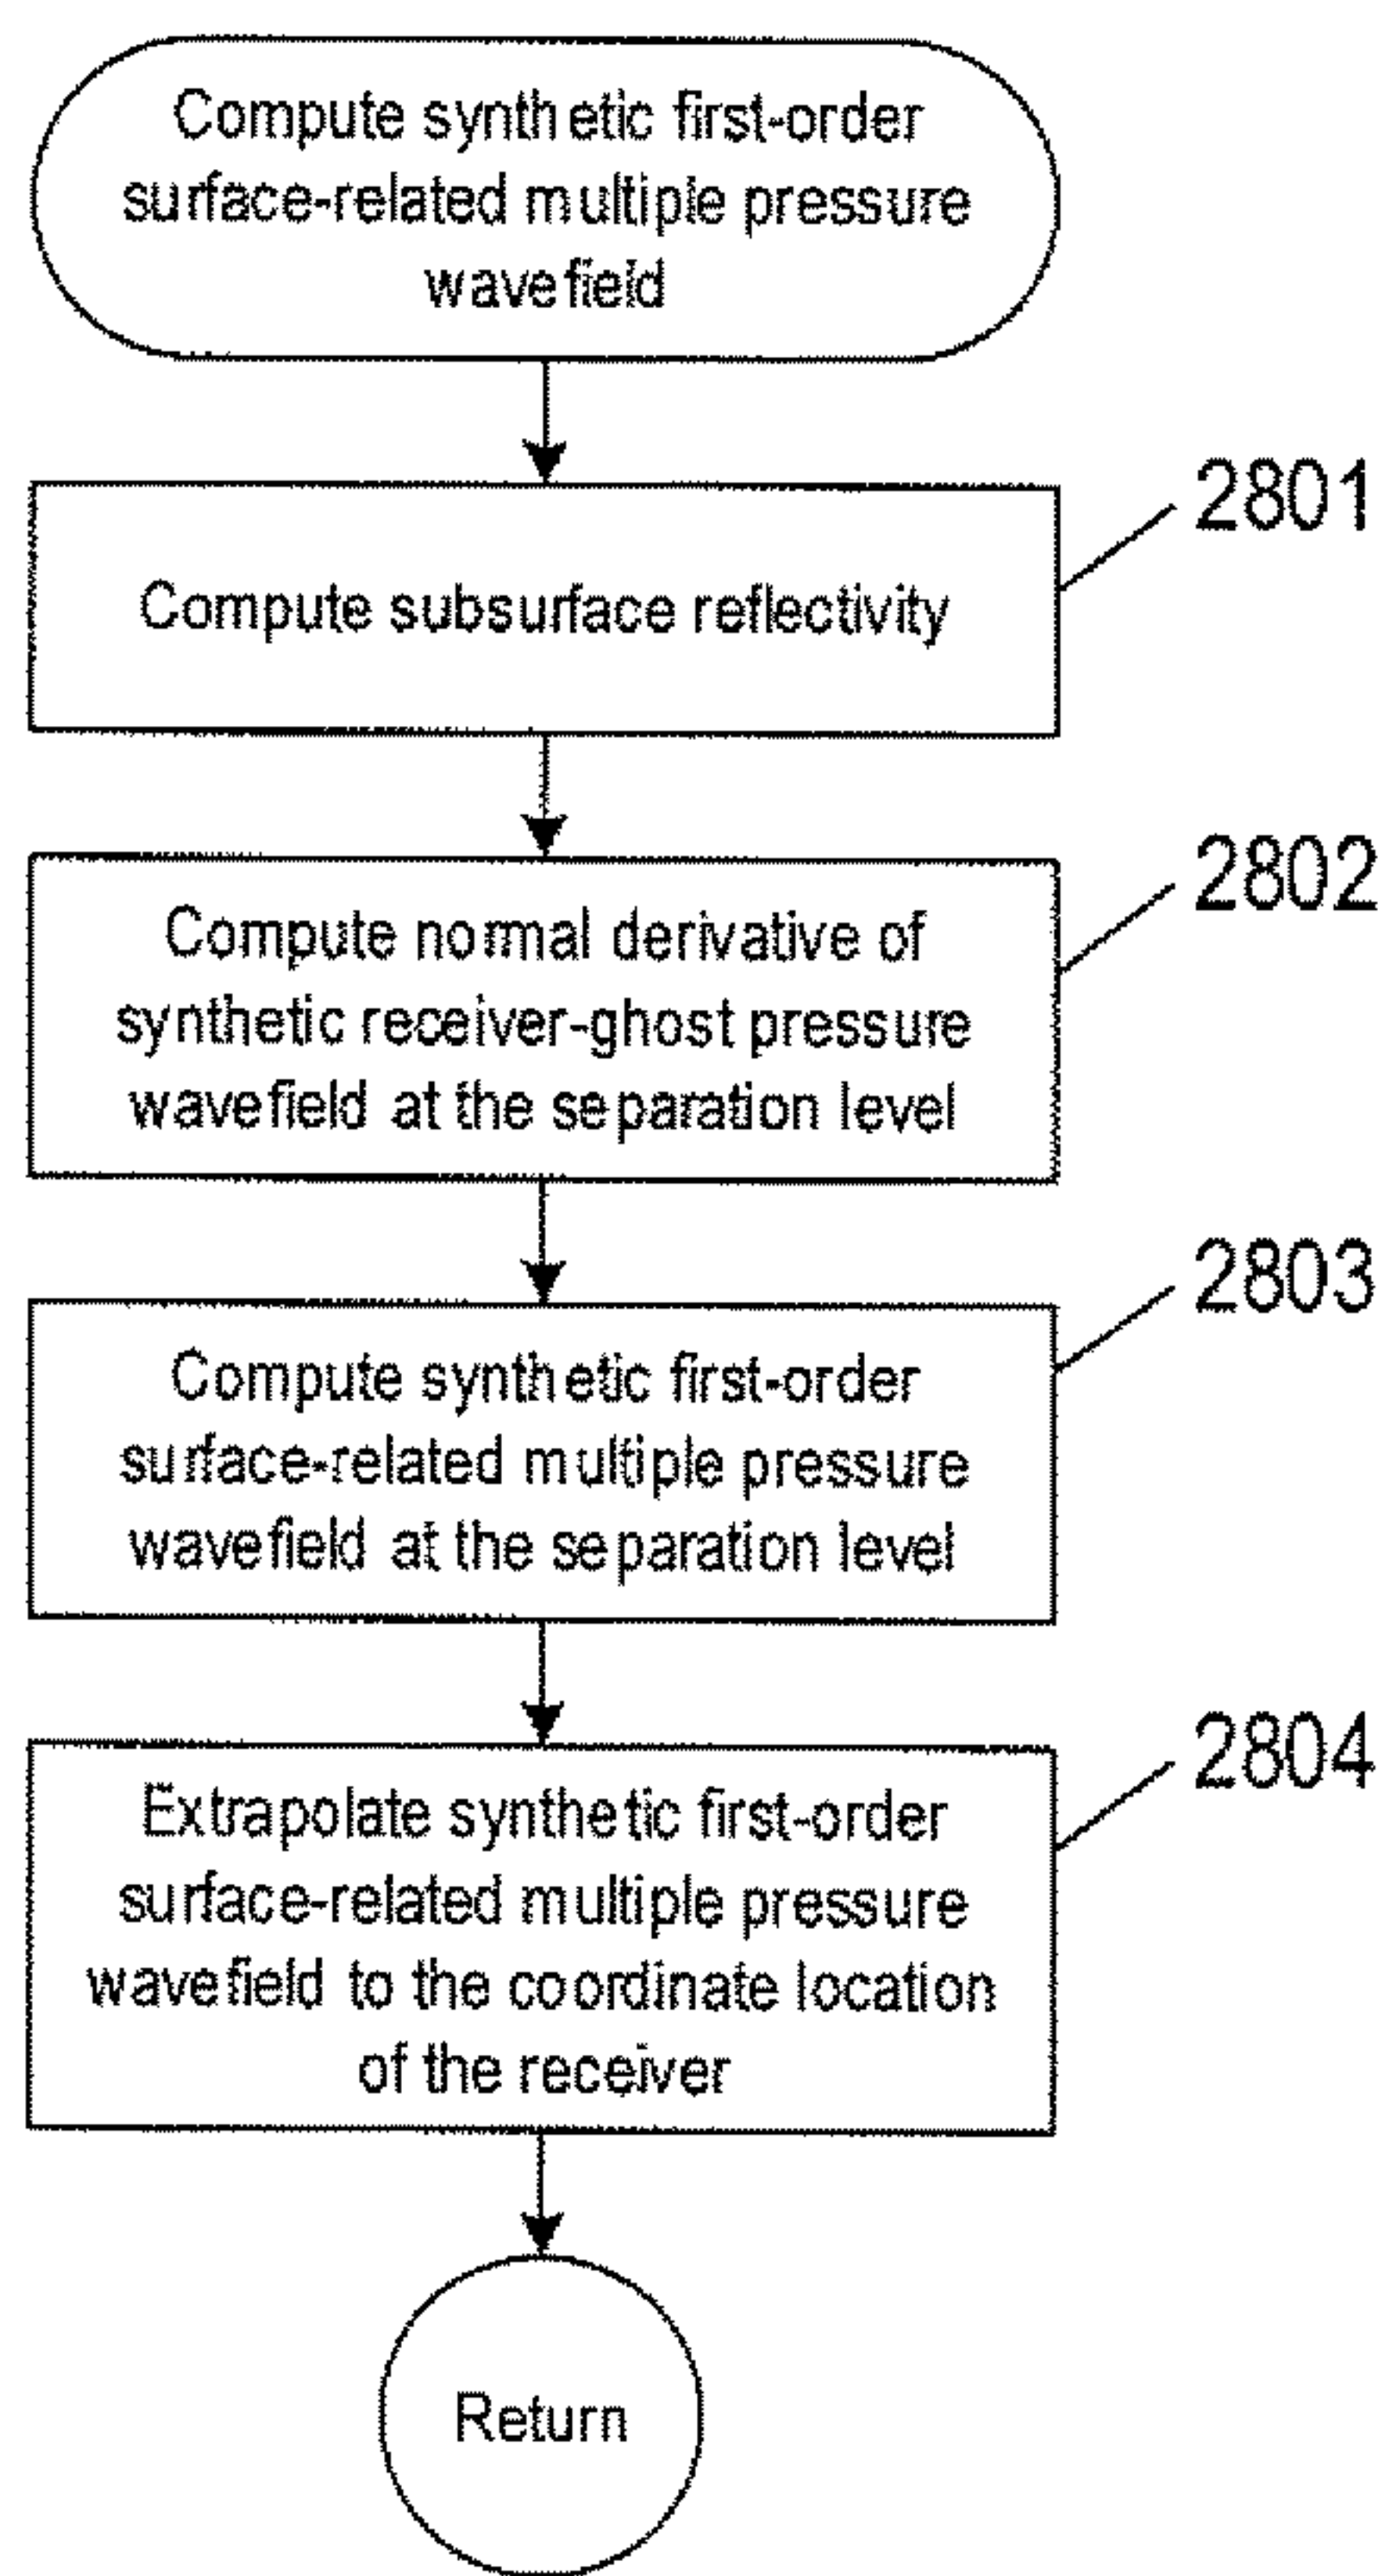 Compute synthetic first-order
surface-related multiple pressure
wavefield
2801
Compute subsurface reflectivity
2802
Compute normal derivative of
synthetic receiver-ghost pressure
wavefield at the separation level
2803
Compute synthetic first-order
surface-related multiple pressure
wavefield at the separation level
2804
Extrapolate synthetic first-order
surface-related multiple pressure
wavefield to the coordinate location
of the receiver
Return